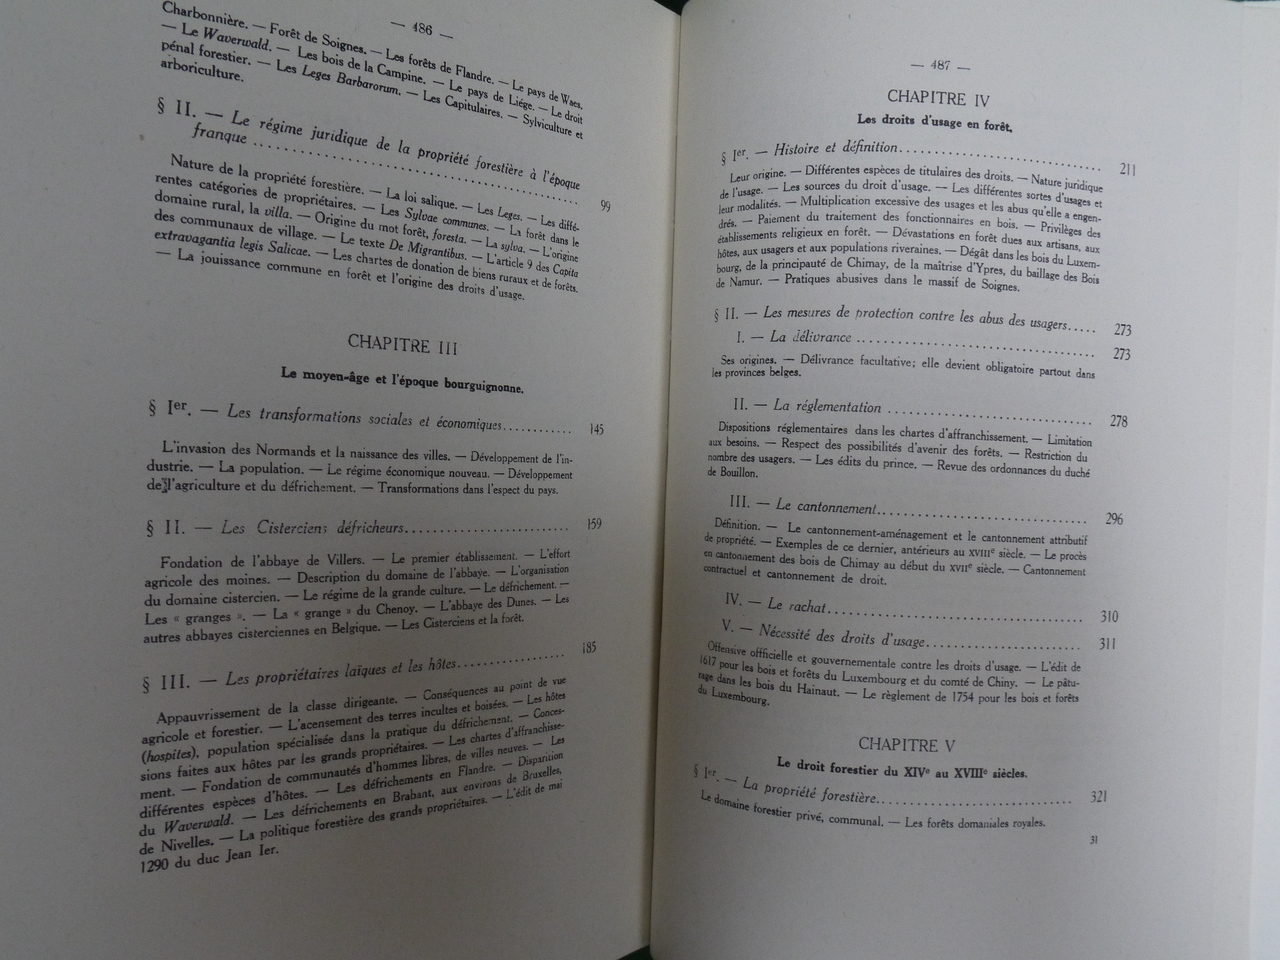 — 486 —
Charbonnière. — Forêt de Soignes. — Les forêts de Flandre. — Le pays de Waes.
— Le Waverwald. — Les bois de la Campine. — Le pays de Liége. — Le droit
pénal forestier. — Les Leges Barbarorum. — Les Capitulaires. — Sylviculture et
arboriculture.
§ II. — Le régime juridique de la propriété forestière à l'époque
franque .......... 99
Nature de la propriété forestière. — La loi salique. — Les Leges. — Les diffé-
rentes catégories de propriétaires. — Les Sylvae communes. — La forêt dans le
domaine rural, la villa. — Origine du mot forêt, foresta. — La sylva. — L'origine
des communaux de village. — Le texte De Migrantibus. — L'article 9 des Capita
extravagantia legis Salicae. — Les chartes de donation de biens ruraux et de forêts.
— La jouissance commune en forêt et l'origine des droits d'usage.
CHAPITRE III
Le moyen-âge et l'époque bourguignonne.
§ Ier. — Les transformations sociales et économiques............ 145
L'invasion des Normands et la naissance des villes. — Développement de l'in-
dustrie. — La population. — Le régime économique nouveau. — Développement
de l'agriculture et du défrichement. — Transformations dans l'espect du pays.
§ II. — Les Cisterciens défricheurs............ 159
Fondation de l'abbaye de Villers. — Le premier établissement. — L'effort
agricole des moines. — Description du domaine de l'abbaye. — L'organisation
du domaine cistercien. — Le régime de la grande culture. — Le défrichement. —
Les « granges ». — La « grange » du Chenoy. — L'abbaye des Dunes. — Les
autres abbayes cisterciennes en Belgique. — Les Cisterciens et la forêt.
§ III. — Les propriétaires laïques et les hôtes............ 185
Appauvrissement de la classe dirigeante. — Conséquences au point de vue
agricole et forestier. — L'acensement des terres incultes et boisées. — Les hôtes
(hospites), population spécialisée dans la pratique du défrichement. — Conces-
sions faites aux hôtes par les grands propriétaires. — Les chartes d'affranchisse-
ment. — Fondation de communautés d'hommes libres, de villes neuves. — Les
différentes espèces d'hôtes. — Les défrichements en Flandre. — Disparition
du Waverwald. — Les défrichements en Brabant, aux environs de Bruxelles,
de Nivelles. — La politique forestière des grands propriétaires. — L'édit de mai
1290 du duc Jean Ier.
— 487 —
CHAPITRE IV
Les droits d'usage en forêt.
§ Ier. — Histoire et définition............ 211
Leur origine. — Différentes espèces de titulaires des droits. — Nature juridique
de l'usage. — Les sources du droit d'usage. — Les différentes sortes d'usages et
leur modalités. — Multiplication excessive des usages et les abus qu'elle a engen-
drés. — Paiement du traitement des fonctionnaires en bois. — Privilèges des
établissements religieux en forêt. — Dévastations en forêt dues aux artisans, aux
hôtes, aux usagers et aux populations riveraines. — Dégât dans les bois du Luxem-
bourg, de la principauté de Chimay, de la maîtrise d'Ypres, du baillage des Bois
de Namur. — Pratiques abusives dans le massif de Soignes.
§ II. — Les mesures de protection contre les abus des usagers..... 273
I. — La délivrance ............ 273
Ses origines. — Délivrance facultative; elle devient obligatoire partout dans
les provinces belges.
II. — La réglementation ............ 278
Dispositions réglementaires dans les chartes d'affranchissement. — Limitation
aux besoins. — Respect des possibilités d'avenir des forêts. — Restriction du
nombre des usagers. — Les édits du prince. — Revue des ordonnances du duché
de Bouillon.
III. — Le cantonnement............ 296
Définition. — Le cantonnement-aménagement et le cantonnement attributif
de propriété. — Exemples de ce dernier, antérieurs au XVIIIe siècle. — Le procès
en cantonnement des bois de Chimay au début du XVIIe siècle. — Cantonnement
contractuel et cantonnement de droit.
IV. — Le rachat............ 310
V. — Nécessité des droits d'usage............ 311
Offensive officielle et gouvernementale contre les droits d'usage. — L'édit de
1617 pour les bois et forêts du Luxembourg et du comté de Chiny. — Le pâtu-
rage dans les bois du Hainaut. — Le règlement de 1754 pour les bois et forêts
du Luxembourg.
CHAPITRE V
Le droit forestier du XIVe au XVIIIe siècles.
§ Ier. — La propriété forestière............ 321
Le domaine forestier privé, communal. — Les forêts domaniales royales.
31